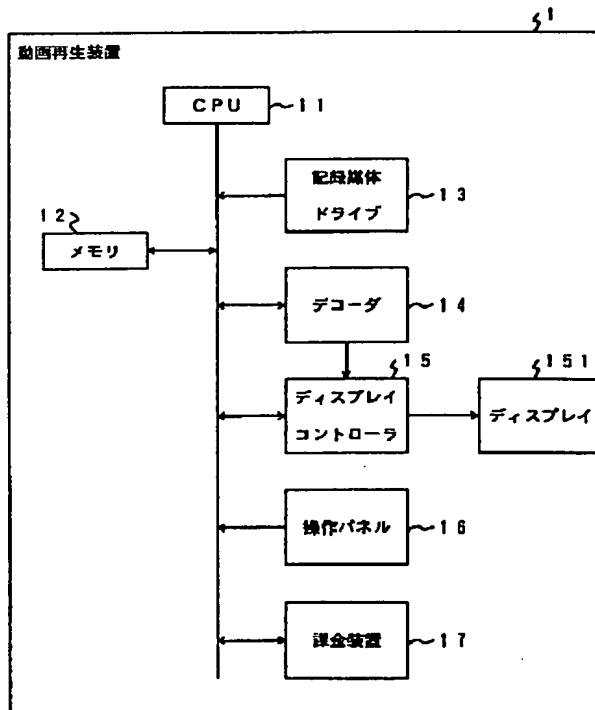 1
動画再生装置
CPU
11
記録媒体
ドライブ
13
12
メモリ
デコーダ
14
15
ディスプレイ
コントローラ
151
ディスプレイ
操作パネル
16
課金装置
17